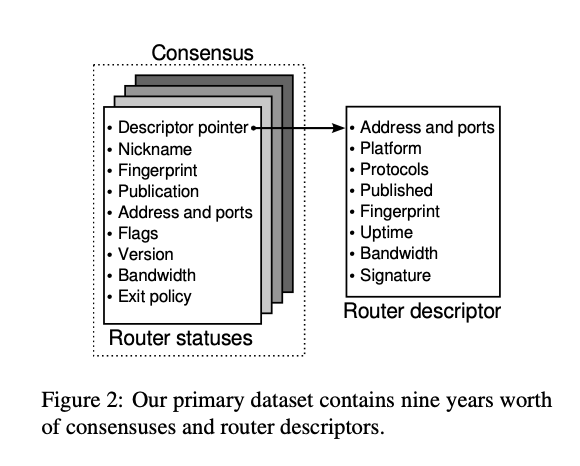 Consensus
• Descriptor pointer
• Nickname
• Fingerprint
• Publication
• Address and ports
• Flags
• Version
• Bandwidth
• Exit policy
Router statuses
• Address and ports
• Platform
• Protocols
• Published
• Fingerprint
• Uptime
• Bandwidth
• Signature
Router descriptor
Figure 2: Our primary dataset contains nine years worth
of consensuses and router descriptors.